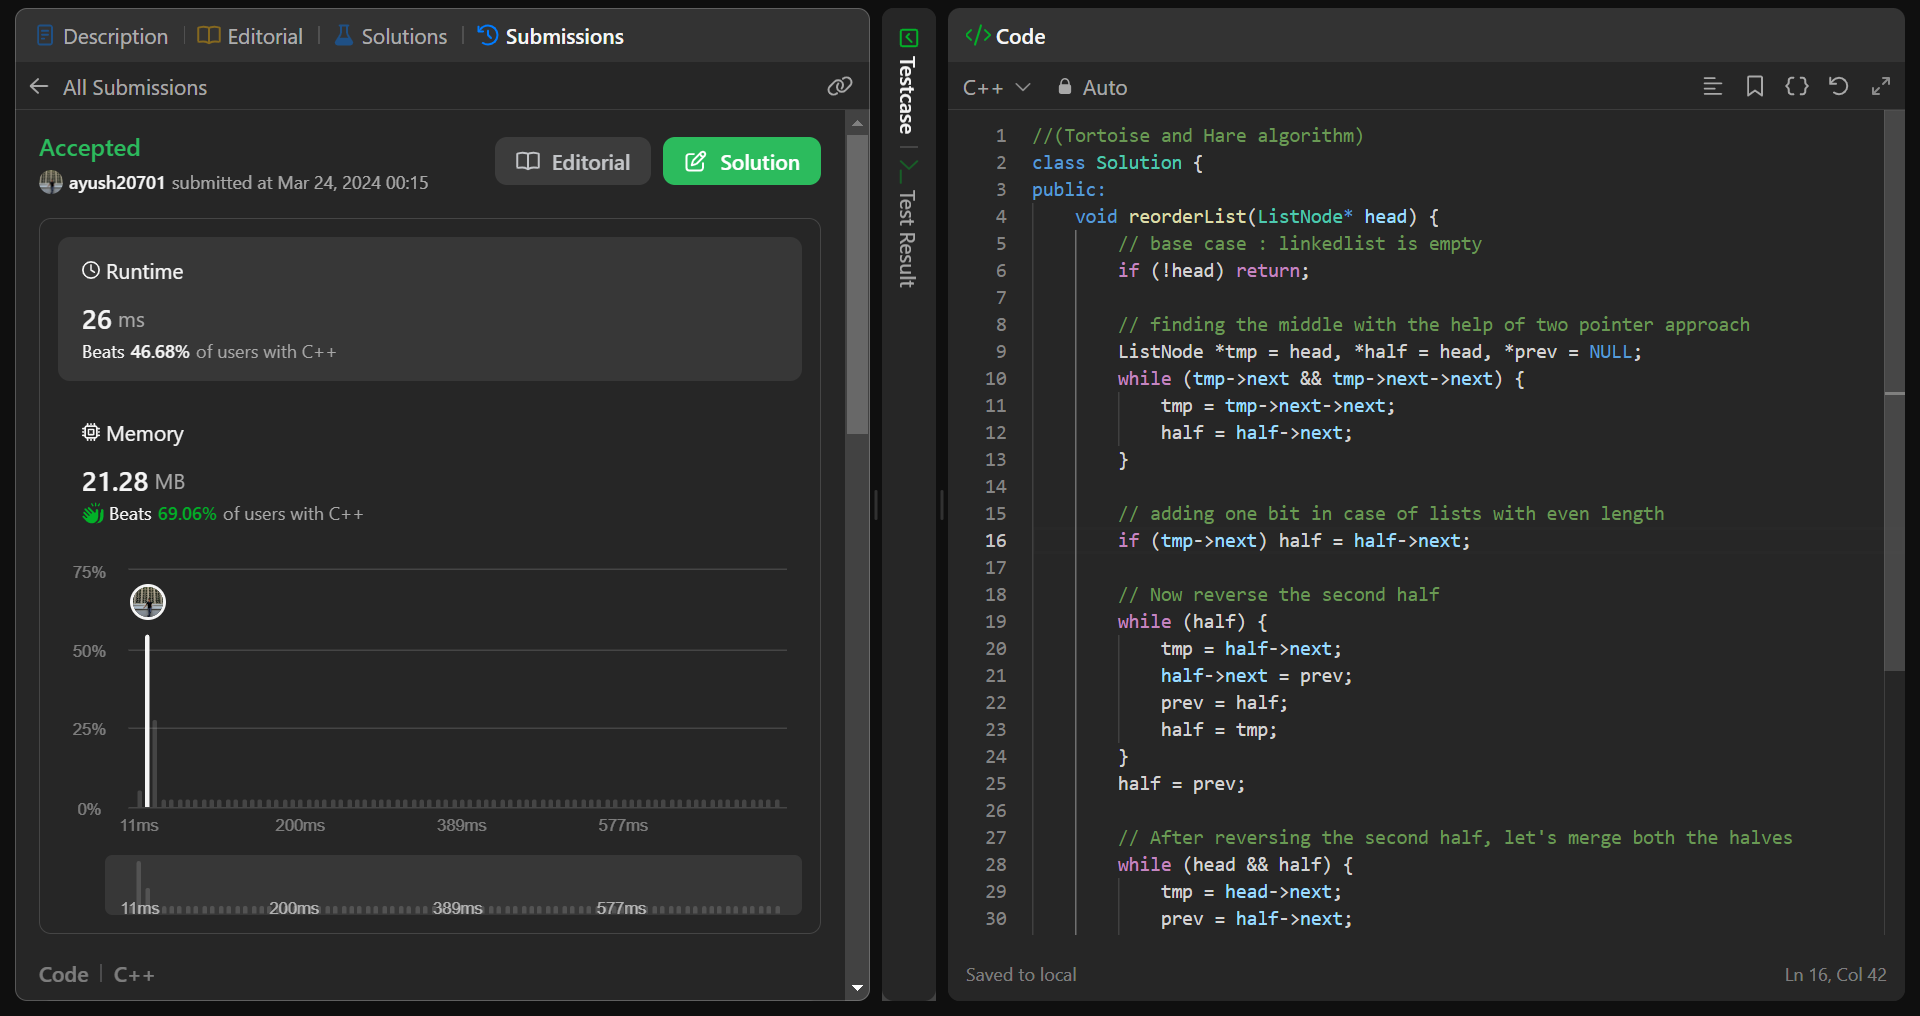 Description
Editorial
Solutions
Submissions
All Submissions
Accepted
ayush20701 submitted at Mar 24, 2024 00:15
Editorial
Solution
Runtime
26 ms
Beats 46.68% of users with C++
Memory
21.28 MB
Beats 69.06% of users with C++
75%
50%
25%
0%
11ms 200ms 389ms 577ms
11ms 200ms 389ms 577ms
Code C++
Testcase
Test Result
</> Code
C++ Auto
1 //(Tortoise and Hare algorithm)
2 class Solution {
3 public:
4 void reorderList(ListNode* head) {
5 // base case : linkedlist is empty
6 if (!head) return;
7
8 // finding the middle with the help of two pointer approach
9 ListNode *tmp = head, *half = head, *prev = NULL;
10 while (tmp->next && tmp->next->next) {
11 tmp = tmp->next->next;
12 half = half->next;
13 }
14
15 // adding one bit in case of lists with even length
16 if (tmp->next) half = half->next;
17
18 // Now reverse the second half
19 while (half) {
20 tmp = half->next;
21 half->next = prev;
22 prev = half;
23 half = tmp;
24 }
25 half = prev;
26
27 // After reversing the second half, let's merge both the halves
28 while (head && half) {
29 tmp = head->next;
30 prev = half->next;
Saved to local
Ln 16, Col 42